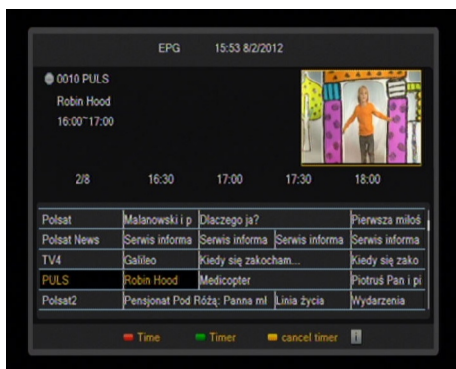 EPG 15:53 8/2/2012
0010 PULS
Robin Hood
16:00~17:00
2/8 16:30 17:00 17:30 18:00
Polsat Malanowski i p Dlaczego ja? Pierwsza miloś
Polsat News Serwis informa Serwis informa Serwis informa Serwis informa
TV4 Galileo Kiedy się zakocham... Kiedy się zako
PULS Robin Hood Medicopter Piotruś Pan i pi
Polsat2 Pensjonat Pod Różą: Panna mł Linia życia Wydarzenia
Time Timer cancel timer i